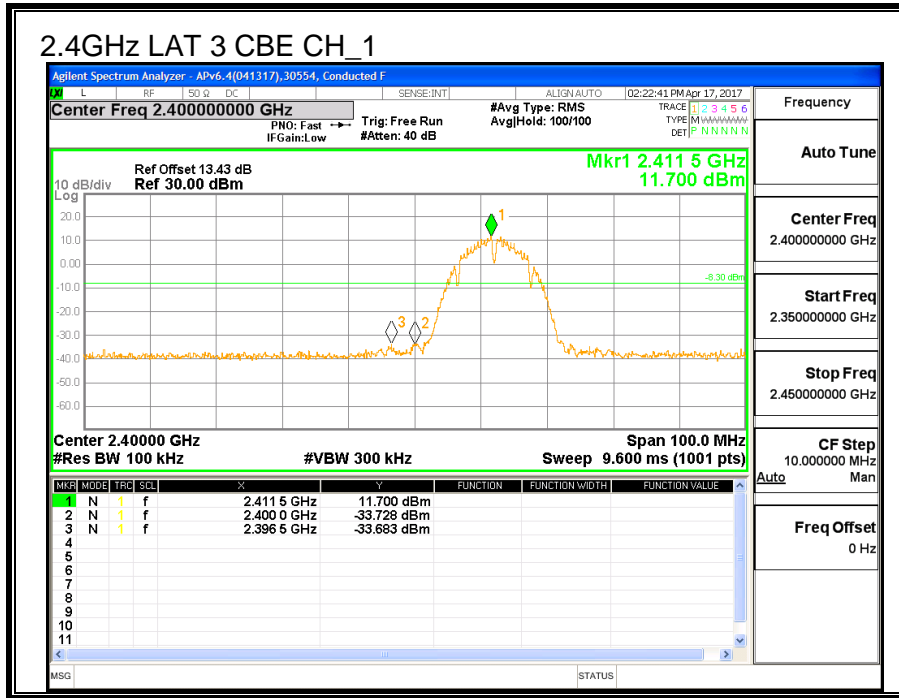 2.4GHz LAT 3 CBE CH_1
Agilent Spectrum Analyzer - APv6.4(041317),30554, Conducted F
L RF 50 Ω DC SENSE:INT ALIGN AUTO 02:22:41 PM Apr 17, 2017
Center Freq 2.400000000 GHz
PNO: Fast
IFGain:Low
Trig: Free Run
#Atten: 40 dB
#Avg Type: RMS
Avg|Hold: 100/100
TRACE 1 2 3 4 5 6
TYPE M
DET P N N N N N
Ref Offset 13.43 dB
Ref 30.00 dBm
10 dB/div
Log
Mkr1 2.411 5 GHz
11.700 dBm
20.0
10.0
0.00
-10.0
-20.0
-30.0
-40.0
-50.0
-60.0
1
-8.30 dBm
3 2
Center 2.40000 GHz
Span 100.0 MHz
#Res BW 100 kHz #VBW 300 kHz Sweep 9.600 ms (1001 pts)
MKR MODE TRC SCL X Y FUNCTION FUNCTION WIDTH FUNCTION VALUE
1 N 1 f 2.411 5 GHz 11.700 dBm
2 N 1 f 2.400 0 GHz -33.728 dBm
3 N 1 f 2.396 5 GHz -33.683 dBm
4
5
6
7
8
9
10
11
MSG STATUS
Frequency
Auto Tune
Center Freq
2.400000000 GHz
Start Freq
2.350000000 GHz
Stop Freq
2.450000000 GHz
CF Step
10.000000 MHz
Auto Man
Freq Offset
0 Hz